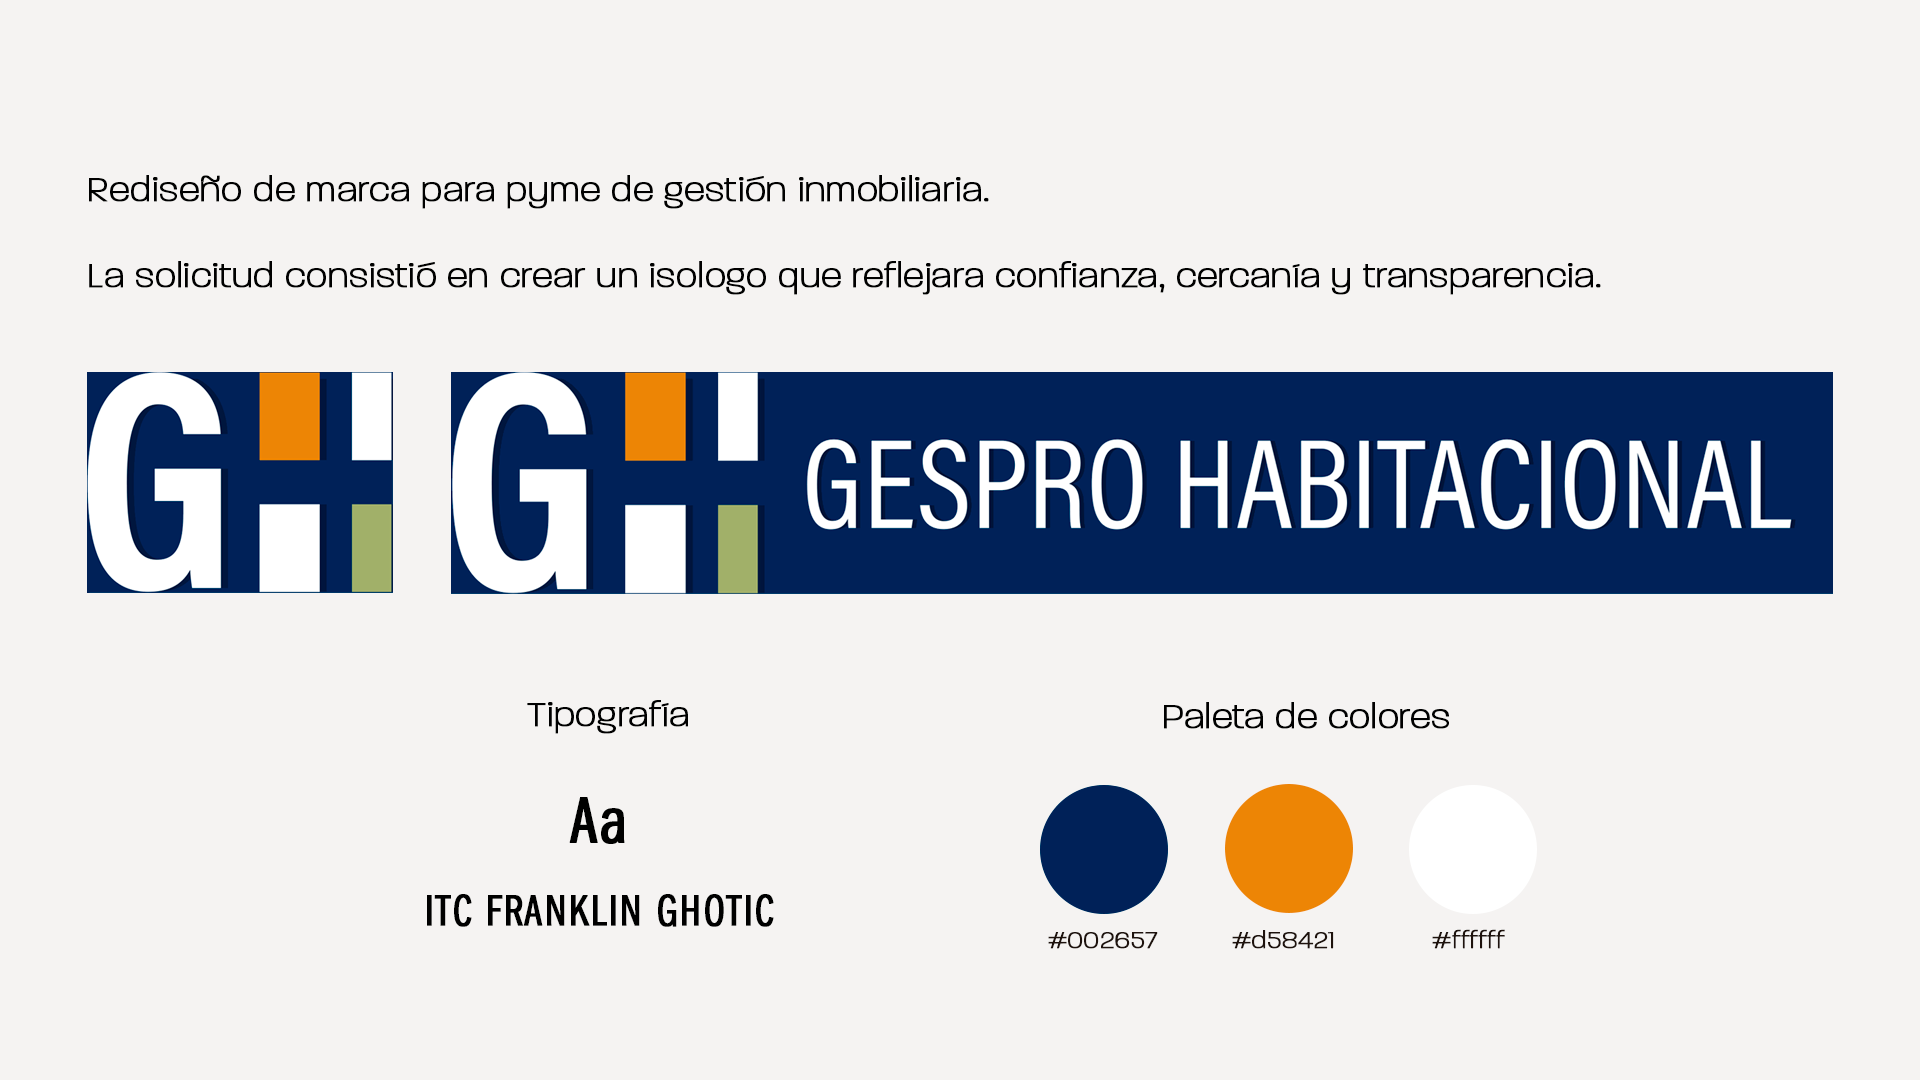 Rediseño de marca para pyme de gestión inmobiliaria.
La solicitud consistió en crear un isologo que reflejara confianza, cercanía y transparencia.
GH
GH GESPRO HABITACIONAL
Tipografía
Paleta de colores
Aa
ITC FRANKLIN GHOTIC
#002657
#d58421
#ffffff